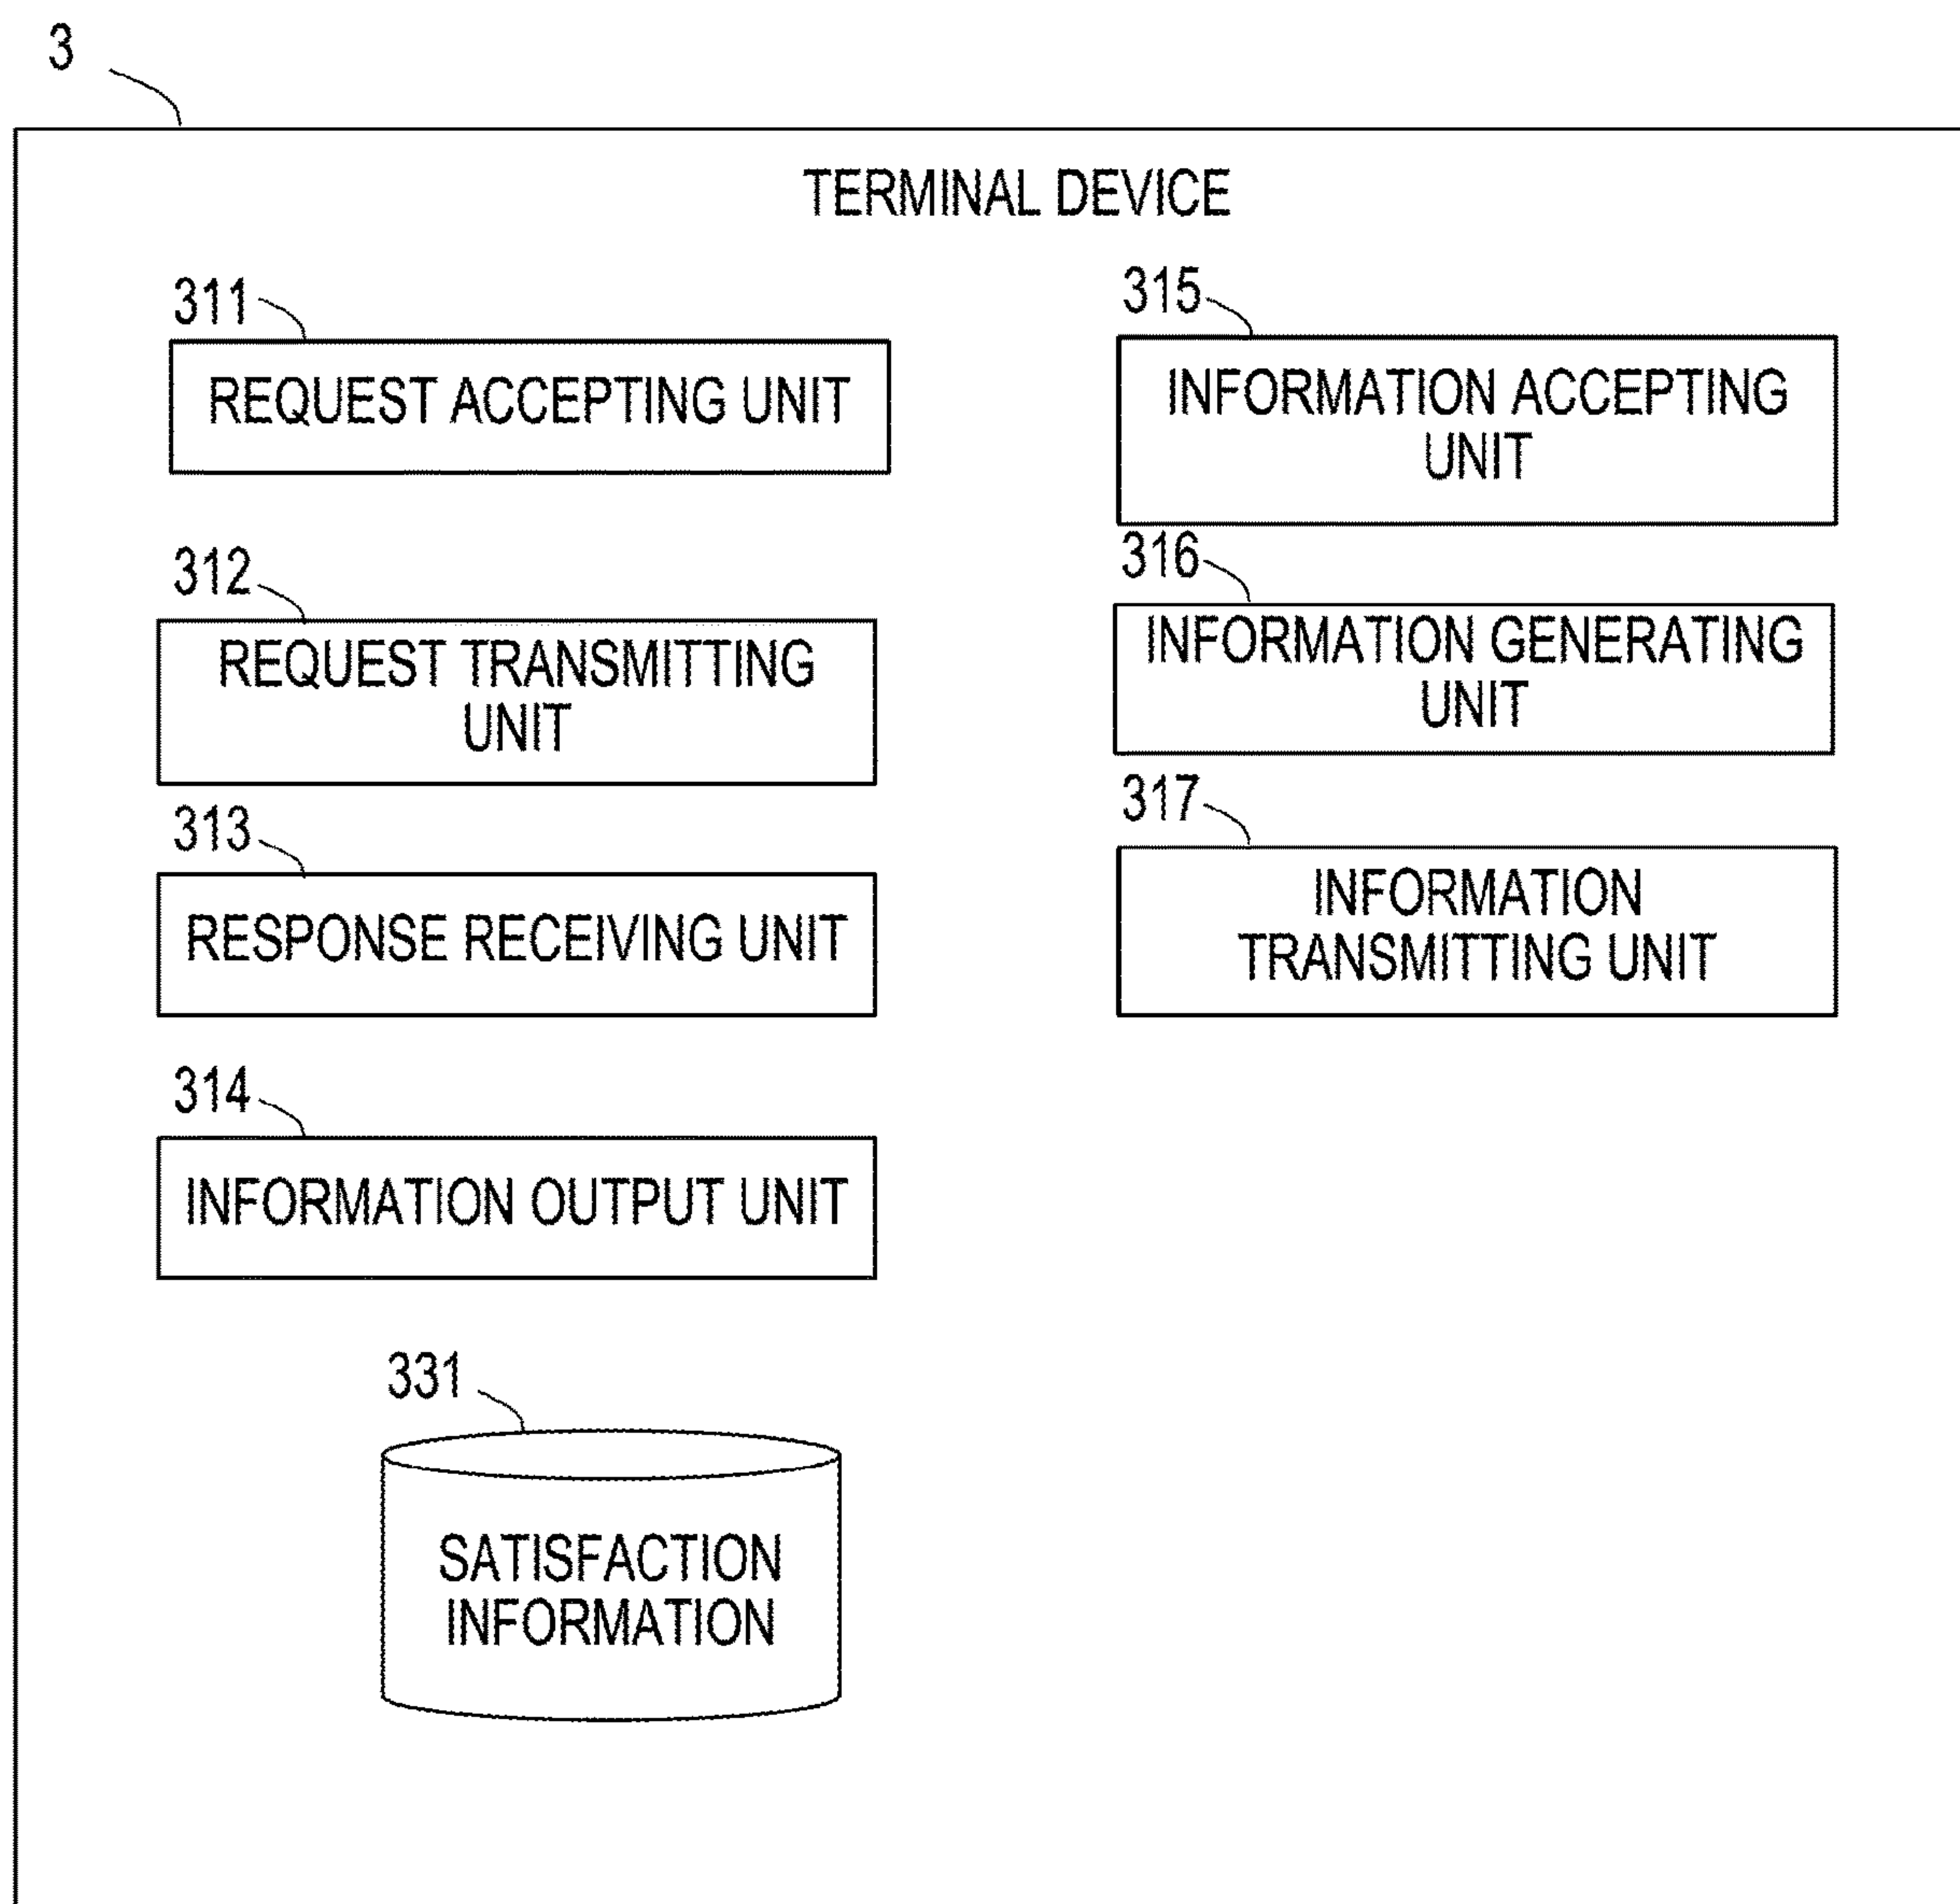 3
TERMINAL DEVICE
311
REQUEST ACCEPTING UNIT
312
REQUEST TRANSMITTING
UNIT
313
RESPONSE RECEIVING UNIT
314
INFORMATION OUTPUT UNIT
331
SATISFACTION
INFORMATION
315
INFORMATION ACCEPTING
UNIT
316
INFORMATION GENERATING
UNIT
317
INFORMATION
TRANSMITTING UNIT